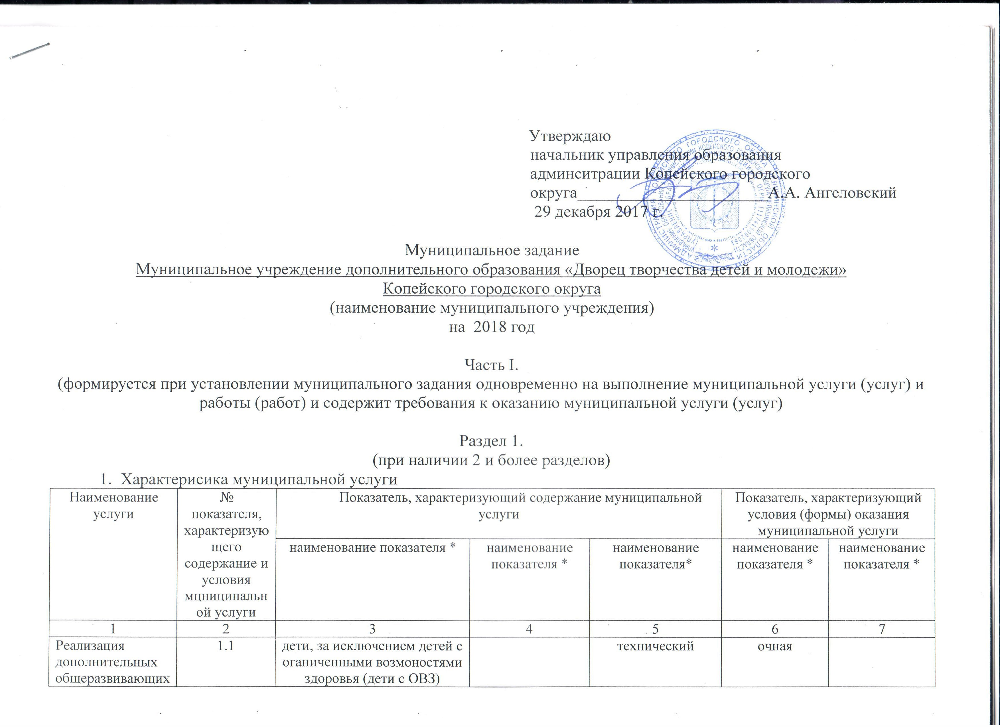 Утверждаю
начальник управления образования
админситрации Копейского городского
округа________________________А.А. Ангеловский
29 декабря 2017 г.
Муниципальное задание
Муниципальное учреждение дополнительного образования «Дворец творчества детей и молодежи»
Копейского городского округа
(наименование муниципального учреждения)
на 2018 год
Часть I.
(формируется при установлении муниципального задания одновременно на выполнение муниципальной услуги (услуг) и
работы (работ) и содержит требования к оказанию муниципальной услуги (услуг)
Раздел 1.
(при наличии 2 и более разделов)
1. Характерисика муниципальной услуги
Наименование
услуги
№
показателя,
характеризую
щего
содержание и
условия
мцниципальн
ой услуги
Показатель, характеризующий содержание муниципальной
услуги
Показатель, характеризующий
условия (формы) оказания
муниципальной услуги
наименование показателя *
наименование
показателя *
наименование
показателя*
наименование
показателя *
наименование
показателя *
1 2 3 4 5 6 7
Реализация
дополнительных
общеразвивающих
1.1
дети, за исключением детей с
оганиченными возмоностями
здоровья (дети с ОВЗ)
технический
очная